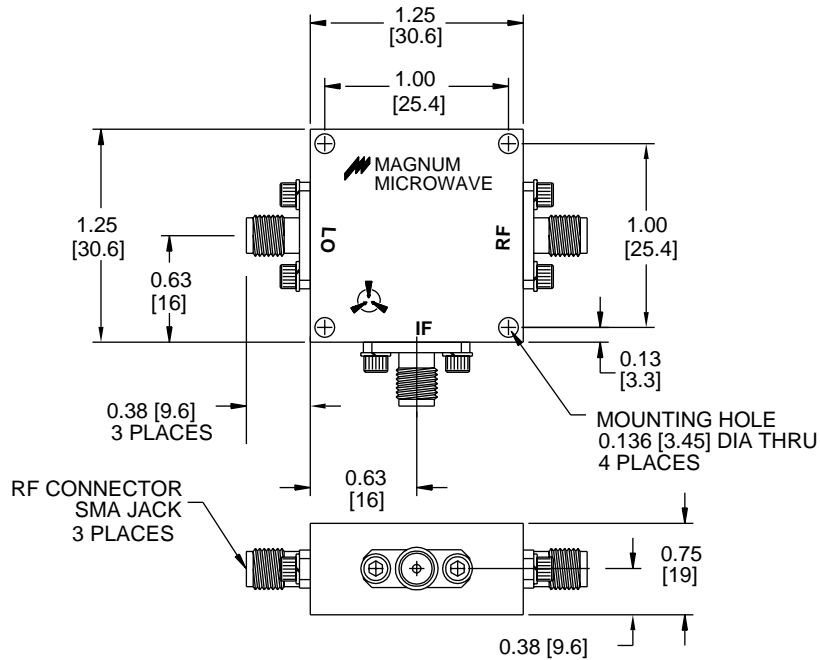 1.25
[30.6]
1.00
[25.4]
MAGNUM
MICROWAVE
1.25
[30.6]
0.63
[16]
LO
RF
1.00
[25.4]
IF
0.13
[3.3]
0.38 [9.6]
3 PLACES
MOUNTING HOLE
0.136 [3.45] DIA THRU
4 PLACES
0.63
[16]
RF CONNECTOR
SMA JACK
3 PLACES
0.75
[19]
0.38 [9.6]